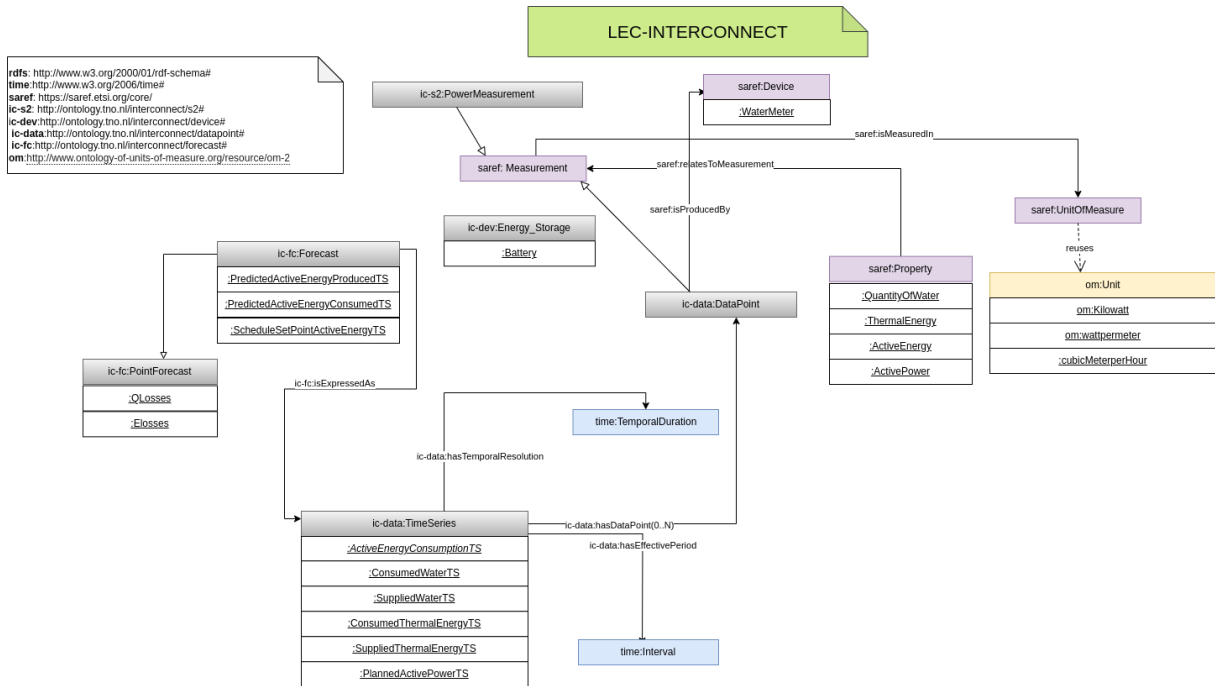 LEC-INTERCONNECT
rdfs: http://www.w3.org/2000/01/rdf-schema#
time:http://www.w3.org/2006/time#
saref: https://saref.etsi.org/core/
ic-s2: http://ontology.tno.nl/interconnect/s2#
ic-dev:http://ontology.tno.nl/interconnect/device#
ic-data:http://ontology.tno.nl/interconnect/datapoint#
ic-fc:http://ontology.tno.nl/interconnect/forecast#
om:http://www.ontology-of-units-of-measure.org/resource/om-2
ic-s2:PowerMeasurement
saref:Device
:WaterMeter
saref:isMeasuredIn
saref: Measurement
saref:relatesToMeasurement
saref:isProducedBy
saref:UnitOfMeasure
reuses
ic-dev:Energy_Storage
:Battery
ic-fc:Forecast
:PredictedActiveEnergyProducedTS
:PredictedActiveEnergyConsumedTS
:ScheduleSetPointActiveEnergyTS
saref:Property
:QuantityOfWater
:ThermalEnergy
:ActiveEnergy
:ActivePower
om:Unit
om:Kilowatt
om:wattpermeter
:cubicMeterperHour
ic-data:DataPoint
ic-fc:PointForecast
:QLosses
:Elosses
ic-fc:isExpressedAs
time:TemporalDuration
ic-data:hasTemporalResolution
ic-data:TimeSeries
:ActiveEnergyConsumptionTS
:ConsumedWaterTS
:SuppliedWaterTS
:ConsumedThermalEnergyTS
:SuppliedThermalEnergyTS
:PlannedActivePowerTS
ic-data:hasDataPoint(0..N)
ic-data:hasEffectivePeriod
time:Interval